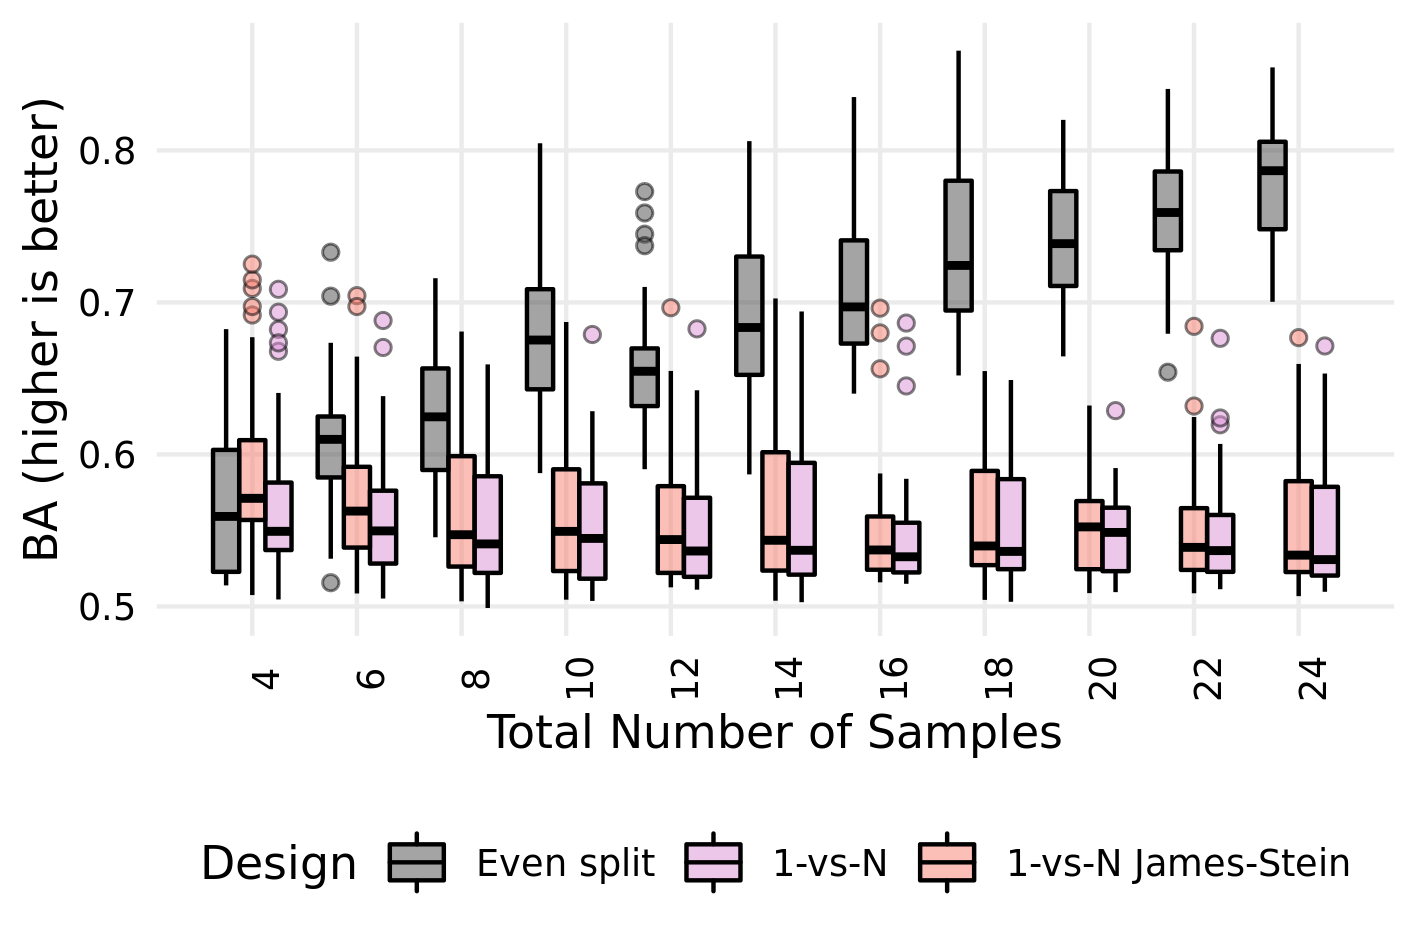 BA (higher is better)
0.8
0.7
0.6
0.5
4 6 8 10 12 14 16 18 20 22 24
Total Number of Samples
Design Even split 1-vs-N 1-vs-N James-Stein